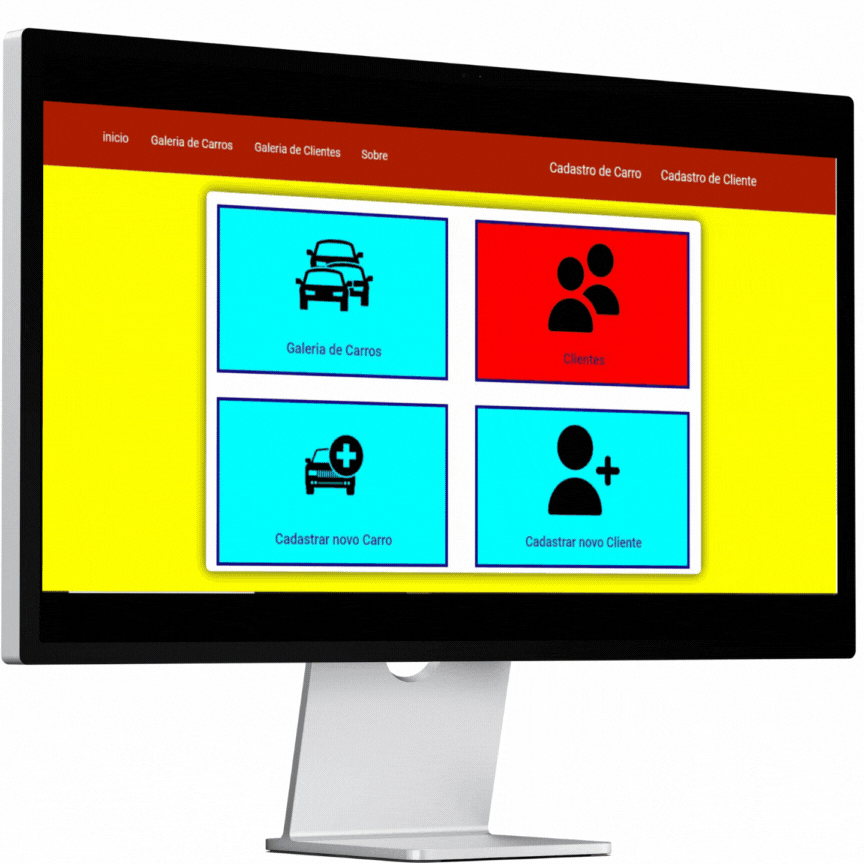 inicio
Galeria de Carros
Galeria de Clientes
Sobre
Cadastro de Carro
Cadastro de Cliente
Galeria de Carros
Clientes
Cadastrar novo Carro
Cadastrar novo Cliente